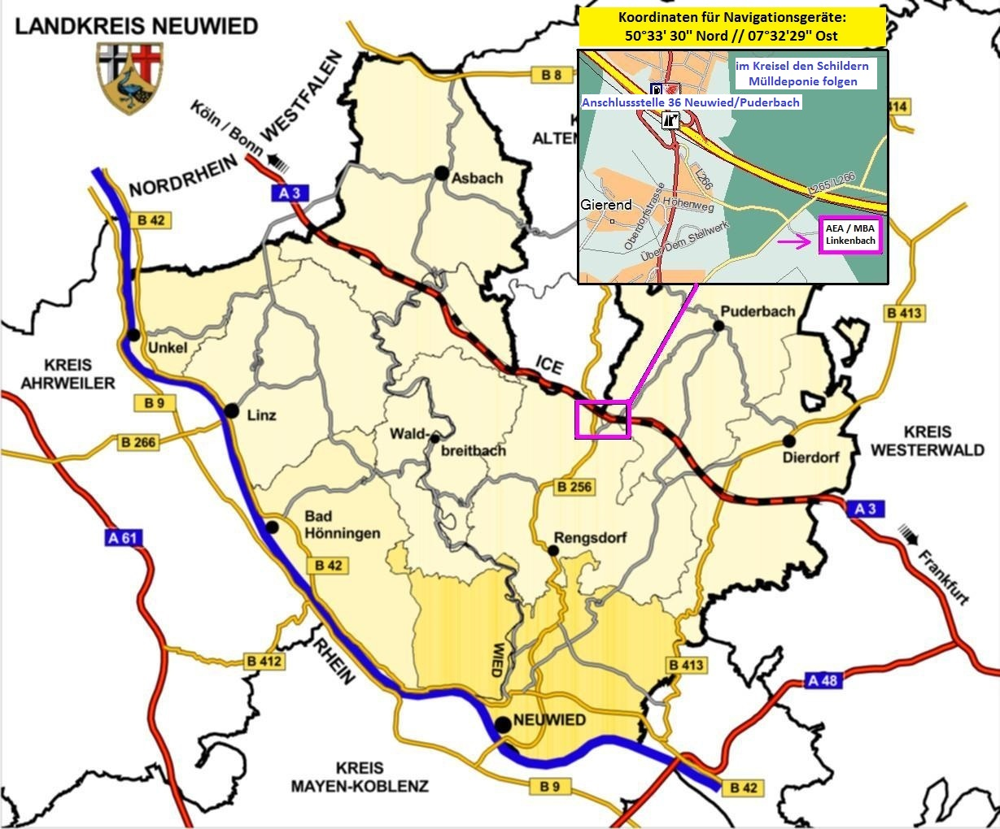 LANDKREIS NEUWIED
Koordinaten für Navigationsgeräte:
50°33' 30" Nord // 07°32'29" Ost
im Kreisel den Schildern
Mülldeponie folgen
Anschlussstelle 36 Neuwied/Puderbach
L266
L265/L266
Gierend
Oberdorfstrasse
Höhenweg
Über Dem Stellwerk
AEA / MBA
Linkenbach
B 8
414
K
ALTEN
Köln / Bonn
WESTFALEN
NORDRHEIN
A 3
Asbach
B 42
B 413
Puderbach
Unkel
ICE
KREIS
AHRWEILER
B 9
Linz
Wald-
breitbach
B 266
KREIS
WESTERWALD
Dierdorf
B 256
A 3
Bad
Hönningen
Rengsdorf
A 61
B 42
Frankfurt
RHEIN
WIED
B 412
B 413
A 48
NEUWIED
KREIS
MAYEN-KOBLENZ
B 9
B 42